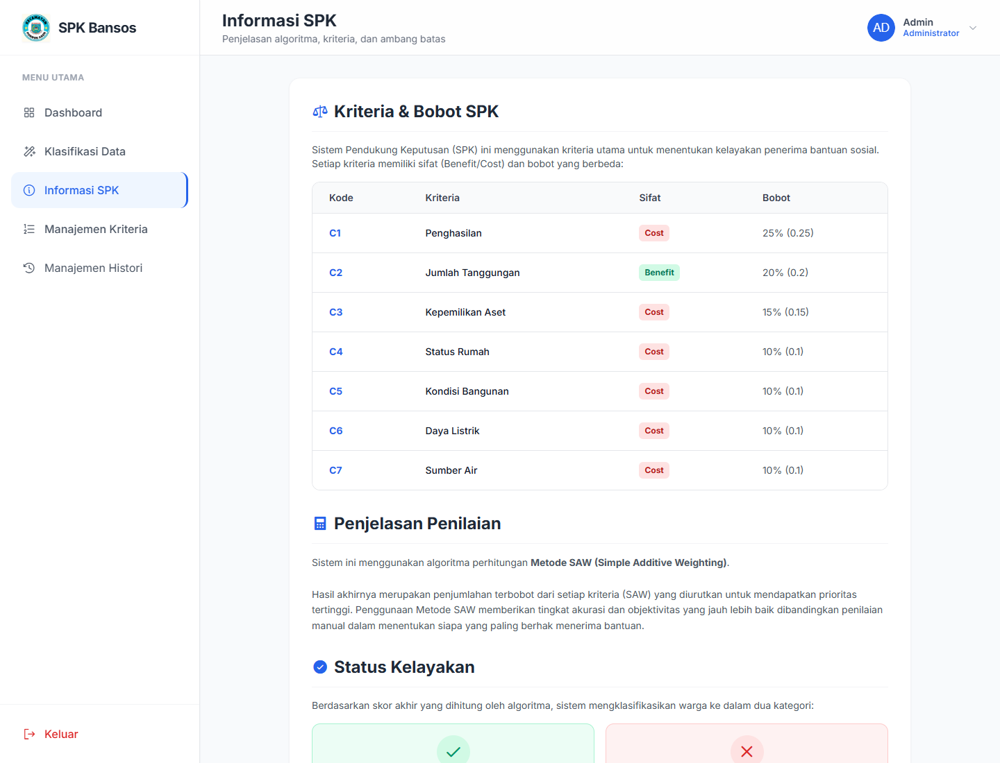 SPK Bansos
Informasi SPK
Penjelasan algoritma, kriteria, dan ambang batas
AD
Admin
Administrator
MENU UTAMA
Dashboard
Klasifikasi Data
Informasi SPK
Manajemen Kriteria
Manajemen Histori
Keluar
Kriteria & Bobot SPK
Sistem Pendukung Keputusan (SPK) ini menggunakan kriteria utama untuk menentukan kelayakan penerima bantuan sosial.
Setiap kriteria memiliki sifat (Benefit/Cost) dan bobot yang berbeda:
Kode Kriteria Sifat Bobot
C1 Penghasilan Cost 25% (0.25)
C2 Jumlah Tanggungan Benefit 20% (0.2)
C3 Kepemilikan Aset Cost 15% (0.15)
C4 Status Rumah Cost 10% (0.1)
C5 Kondisi Bangunan Cost 10% (0.1)
C6 Daya Listrik Cost 10% (0.1)
C7 Sumber Air Cost 10% (0.1)
Penjelasan Penilaian
Sistem ini menggunakan algoritma perhitungan Metode SAW (Simple Additive Weighting).
Hasil akhirnya merupakan penjumlahan terbobot dari setiap kriteria (SAW) yang diurutkan untuk mendapatkan prioritas
tertinggi. Penggunaan Metode SAW memberikan tingkat akurasi dan objektivitas yang jauh lebih baik dibandingkan penilaian
manual dalam menentukan siapa yang paling berhak menerima bantuan.
Status Kelayakan
Berdasarkan skor akhir yang dihitung oleh algoritma, sistem mengklasifikasikan warga ke dalam dua kategori: